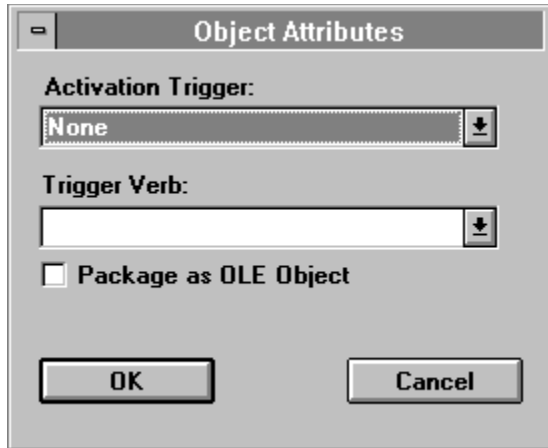 Object Attributes
Activation Trigger:
None
Trigger Verb:
Package as OLE Object
OK
Cancel